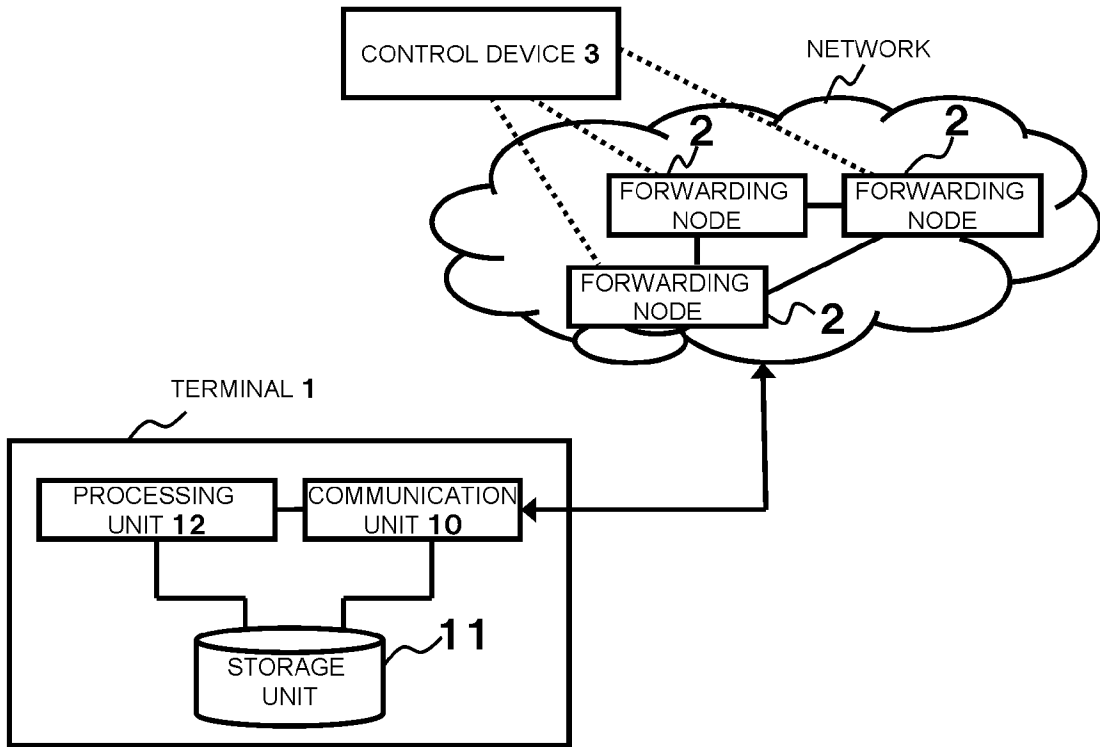 CONTROL DEVICE 3
NETWORK
2
2
FORWARDING
NODE
FORWARDING
NODE
FORWARDING
NODE
2
TERMINAL 1
PROCESSING
UNIT 12
COMMUNICATION
UNIT 10
11
STORAGE
UNIT